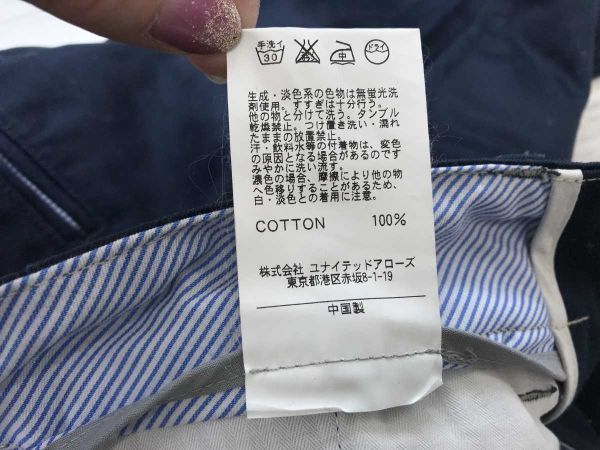 手洗イ 30 中 ドライ
生成・淡色系の色物は無蛍光洗
剤使用。すすぎは十分行う。
他の物と分けて洗う。タンブル
乾燥禁止。つけ置き洗い・濡れ
たままの放置禁止。
汗・飲料水等の付着物は、変色
の原因となる場合があるのです
みやかに洗い流す。
濃色の場合、摩擦により他の物
へ色移りすることがあるため、
白・淡色との着用に注意。
COTTON 100%
株式会社 ユナイテッドアローズ
東京都港区赤坂8-1-19
中国製